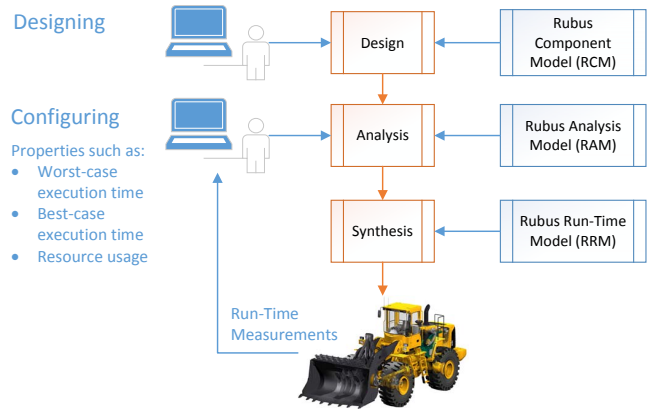 Designing
Design
Rubus
Component
Model (RCM)
Configuring
Properties such as:
• Worst-case
execution time
• Best-case
execution time
• Resource usage
Analysis
Rubus Analysis
Model (RAM)
Synthesis
Rubus Run-Time
Model (RRM)
Run-Time
Measurements